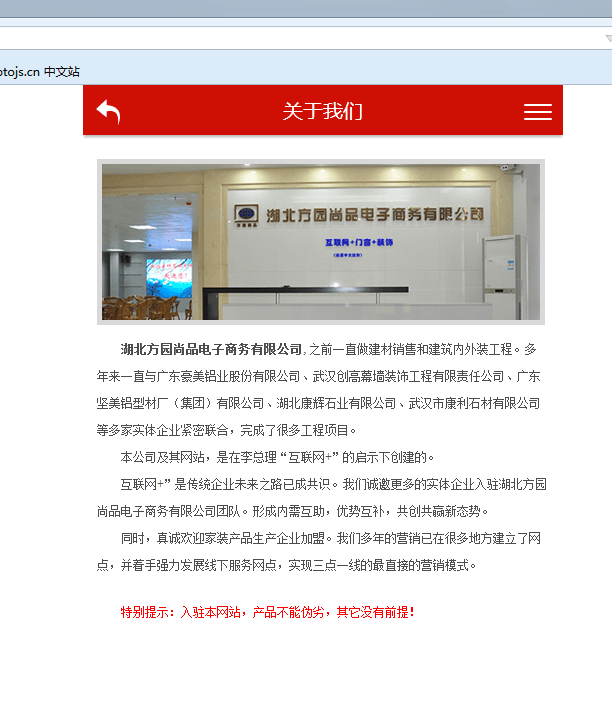 otojs.cn 中文站
关于我们
湖北方园尚品电子商务有限公司
互联网+门窗+装饰
湖北方园尚品电子商务有限公司,之前一直做建材销售和建筑内外装工程。多
年来一直与广东豪美铝业股份有限公司、武汉创高幕墙装饰工程有限责任公司、广东
坚美铝型材厂（集团）有限公司、湖北康辉石业有限公司、武汉市康利石材有限公司
等多家实体企业紧密联合，完成了很多工程项目。
本公司及其网站，是在李总理“互联网+”的启示下创建的。
互联网+”是传统企业未来之路已成共识。我们诚邀更多的实体企业入驻湖北方园
尚品电子商务有限公司团队。形成内需互助，优势互补，共创共赢新态势。
同时，真诚欢迎家装产品生产企业加盟。我们多年的营销已在很多地方建立了网
点，并着手强力发展线下服务网点，实现三点一线的最直接的营销模式。
特别提示：入驻本网站，产品不能伪劣，其它没有前提！